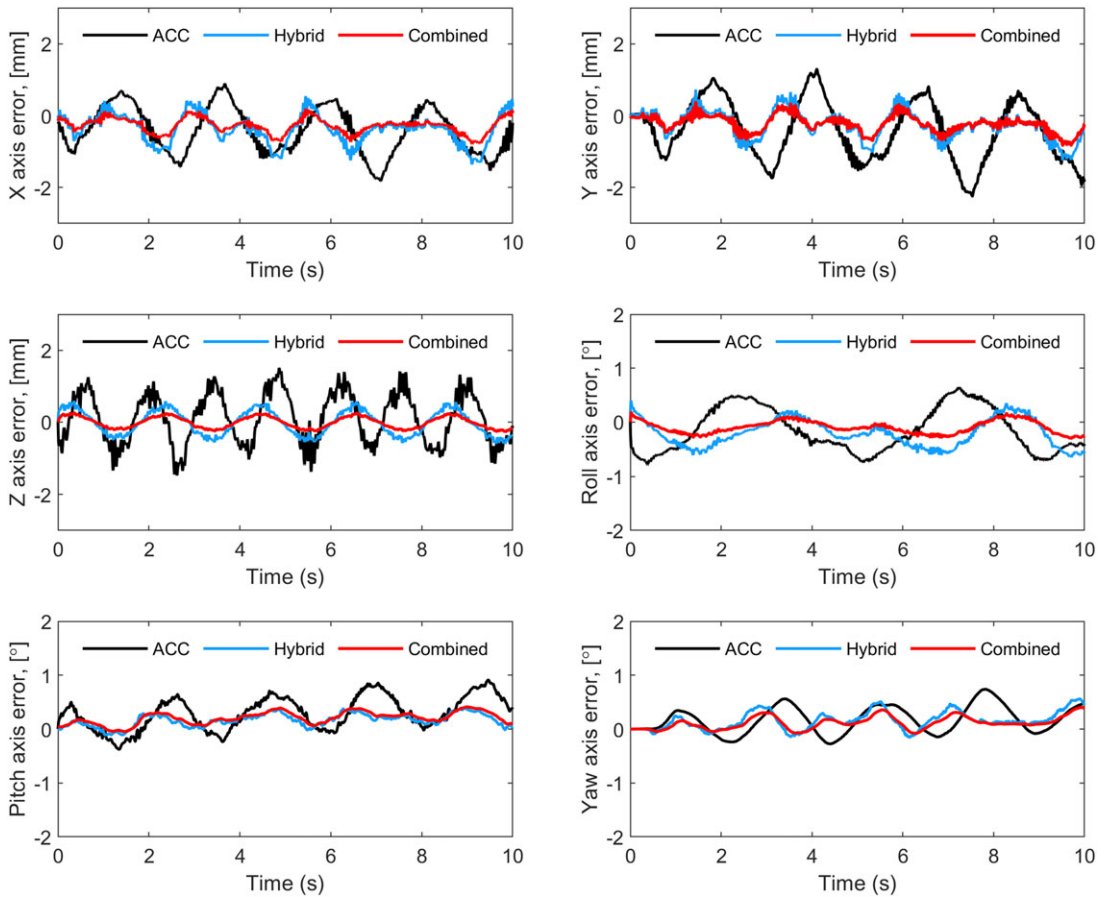 ACC Hybrid Combined
X axis error, [mm]
2
0
-2
0 2 4 6 8 10
Time (s)
ACC Hybrid Combined
Y axis error, [mm]
2
0
-2
0 2 4 6 8 10
Time (s)
ACC Hybrid Combined
Z axis error, [mm]
2
0
-2
0 2 4 6 8 10
Time (s)
ACC Hybrid Combined
Roll axis error, [°]
2
1
0
-1
-2
0 2 4 6 8 10
Time (s)
ACC Hybrid Combined
Pitch axis error, [°]
2
1
0
-1
-2
0 2 4 6 8 10
Time (s)
ACC Hybrid Combined
Yaw axis error, [°]
2
1
0
-1
-2
0 2 4 6 8 10
Time (s)